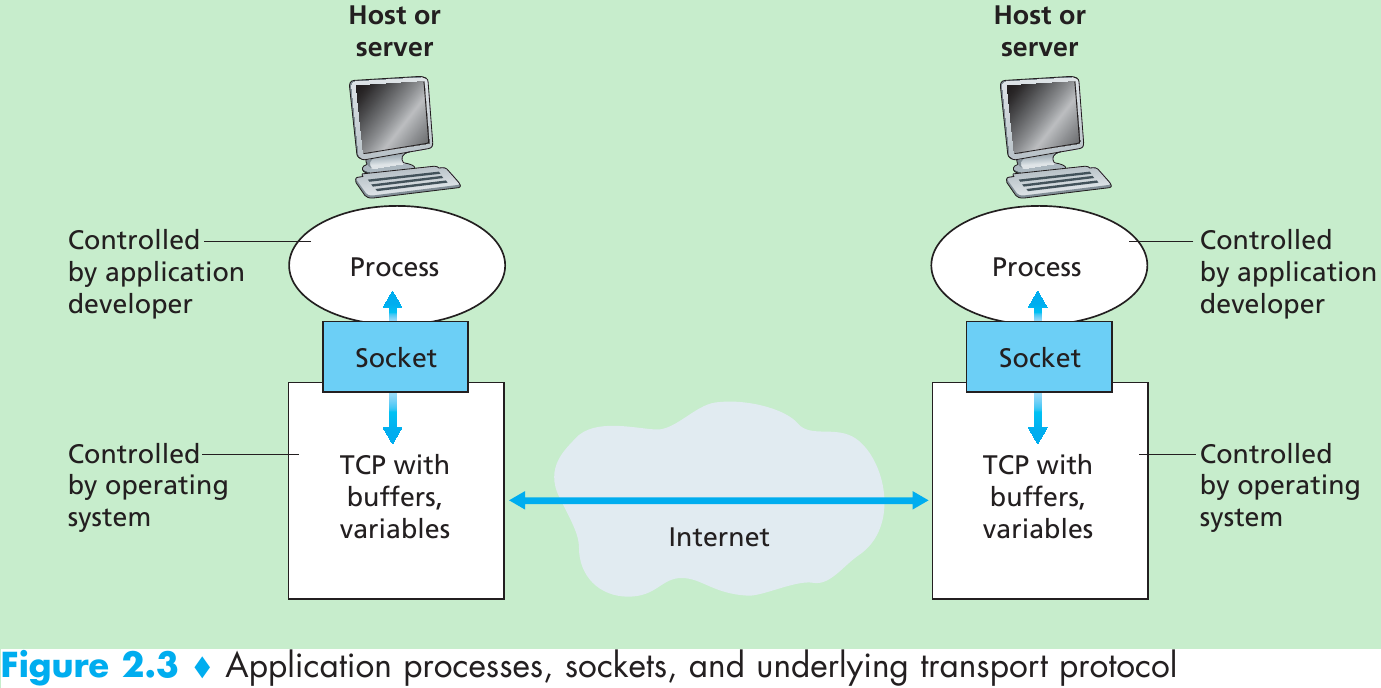 Host or
server
Host or
server
Controlled
by application
developer
Process
Process
Controlled
by application
developer
Socket
Socket
Controlled
by operating
system
TCP with
buffers,
variables
Internet
TCP with
buffers,
variables
Controlled
by operating
system
Figure 2.3 ♦ Application processes, sockets, and underlying transport protocol